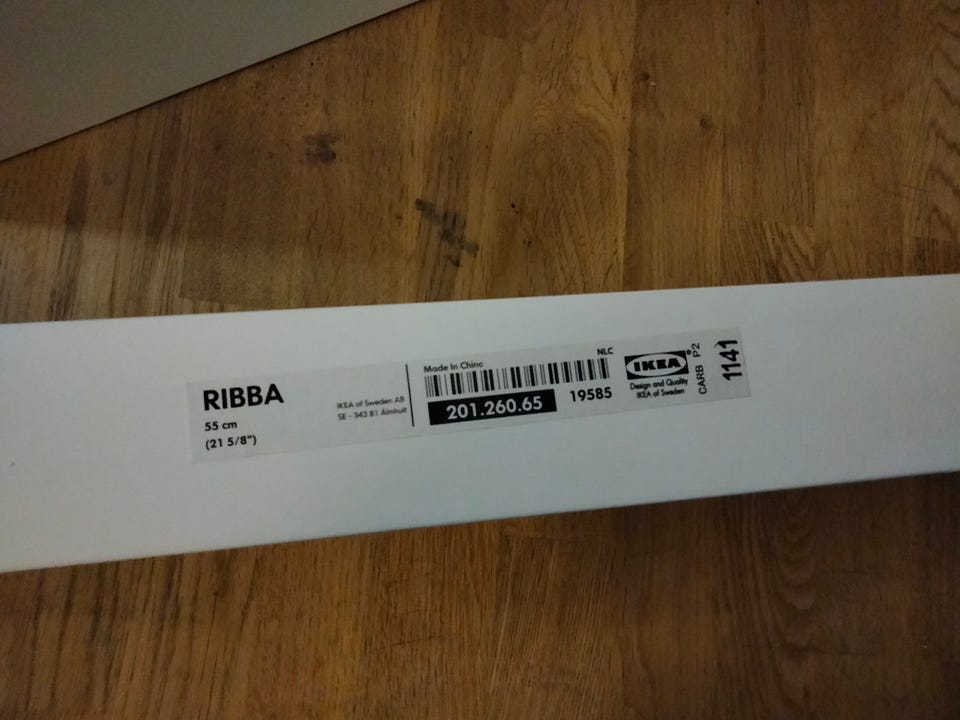 RIBBA
55 cm
(21 5/8")
IKEA of Sweden AB
SE - 343 81 Älmhult
Made In China
NLC
201.260.65
19585
IKEA®
Design and Quality
IKEA of Sweden
CARB P2
1141